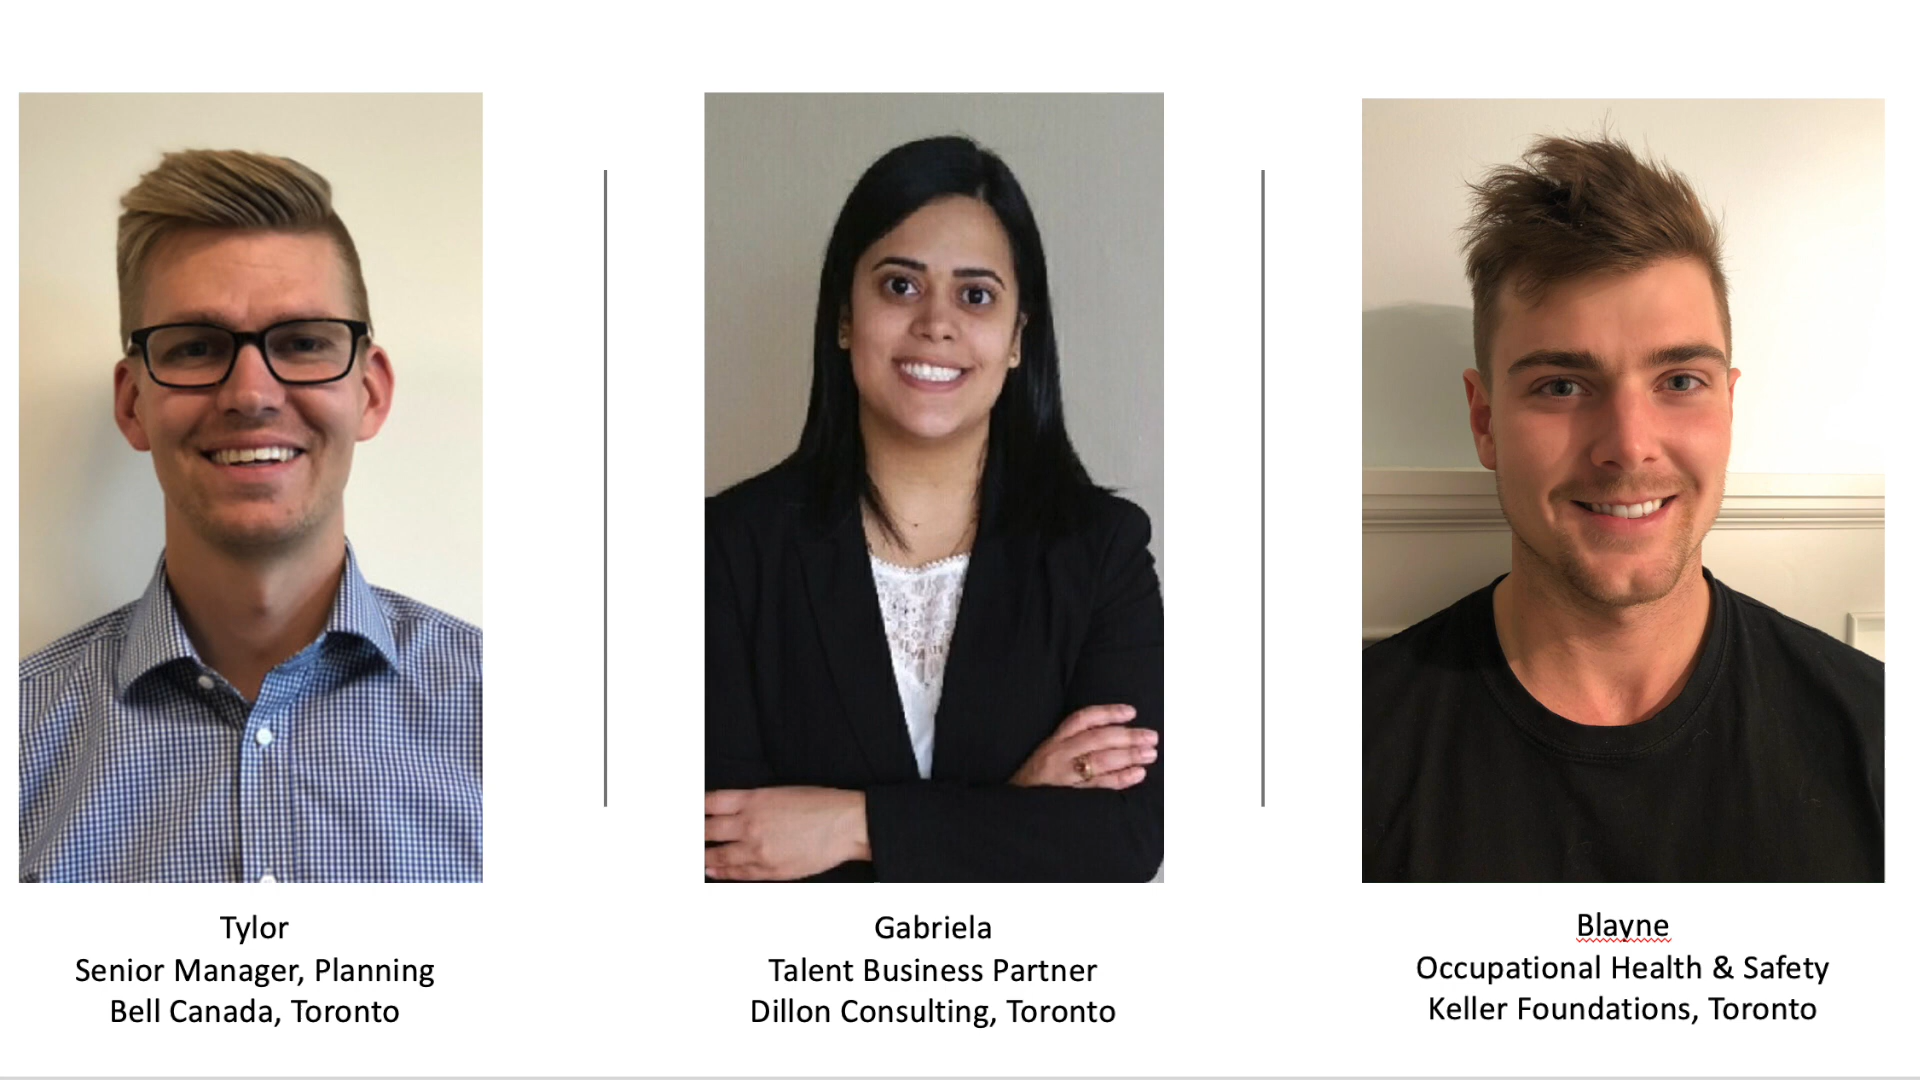 Tylor
Senior Manager, Planning
Bell Canada, Toronto
Gabriela
Talent Business Partner
Dillon Consulting, Toronto
Blayne
Occupational Health & Safety
Keller Foundations, Toronto